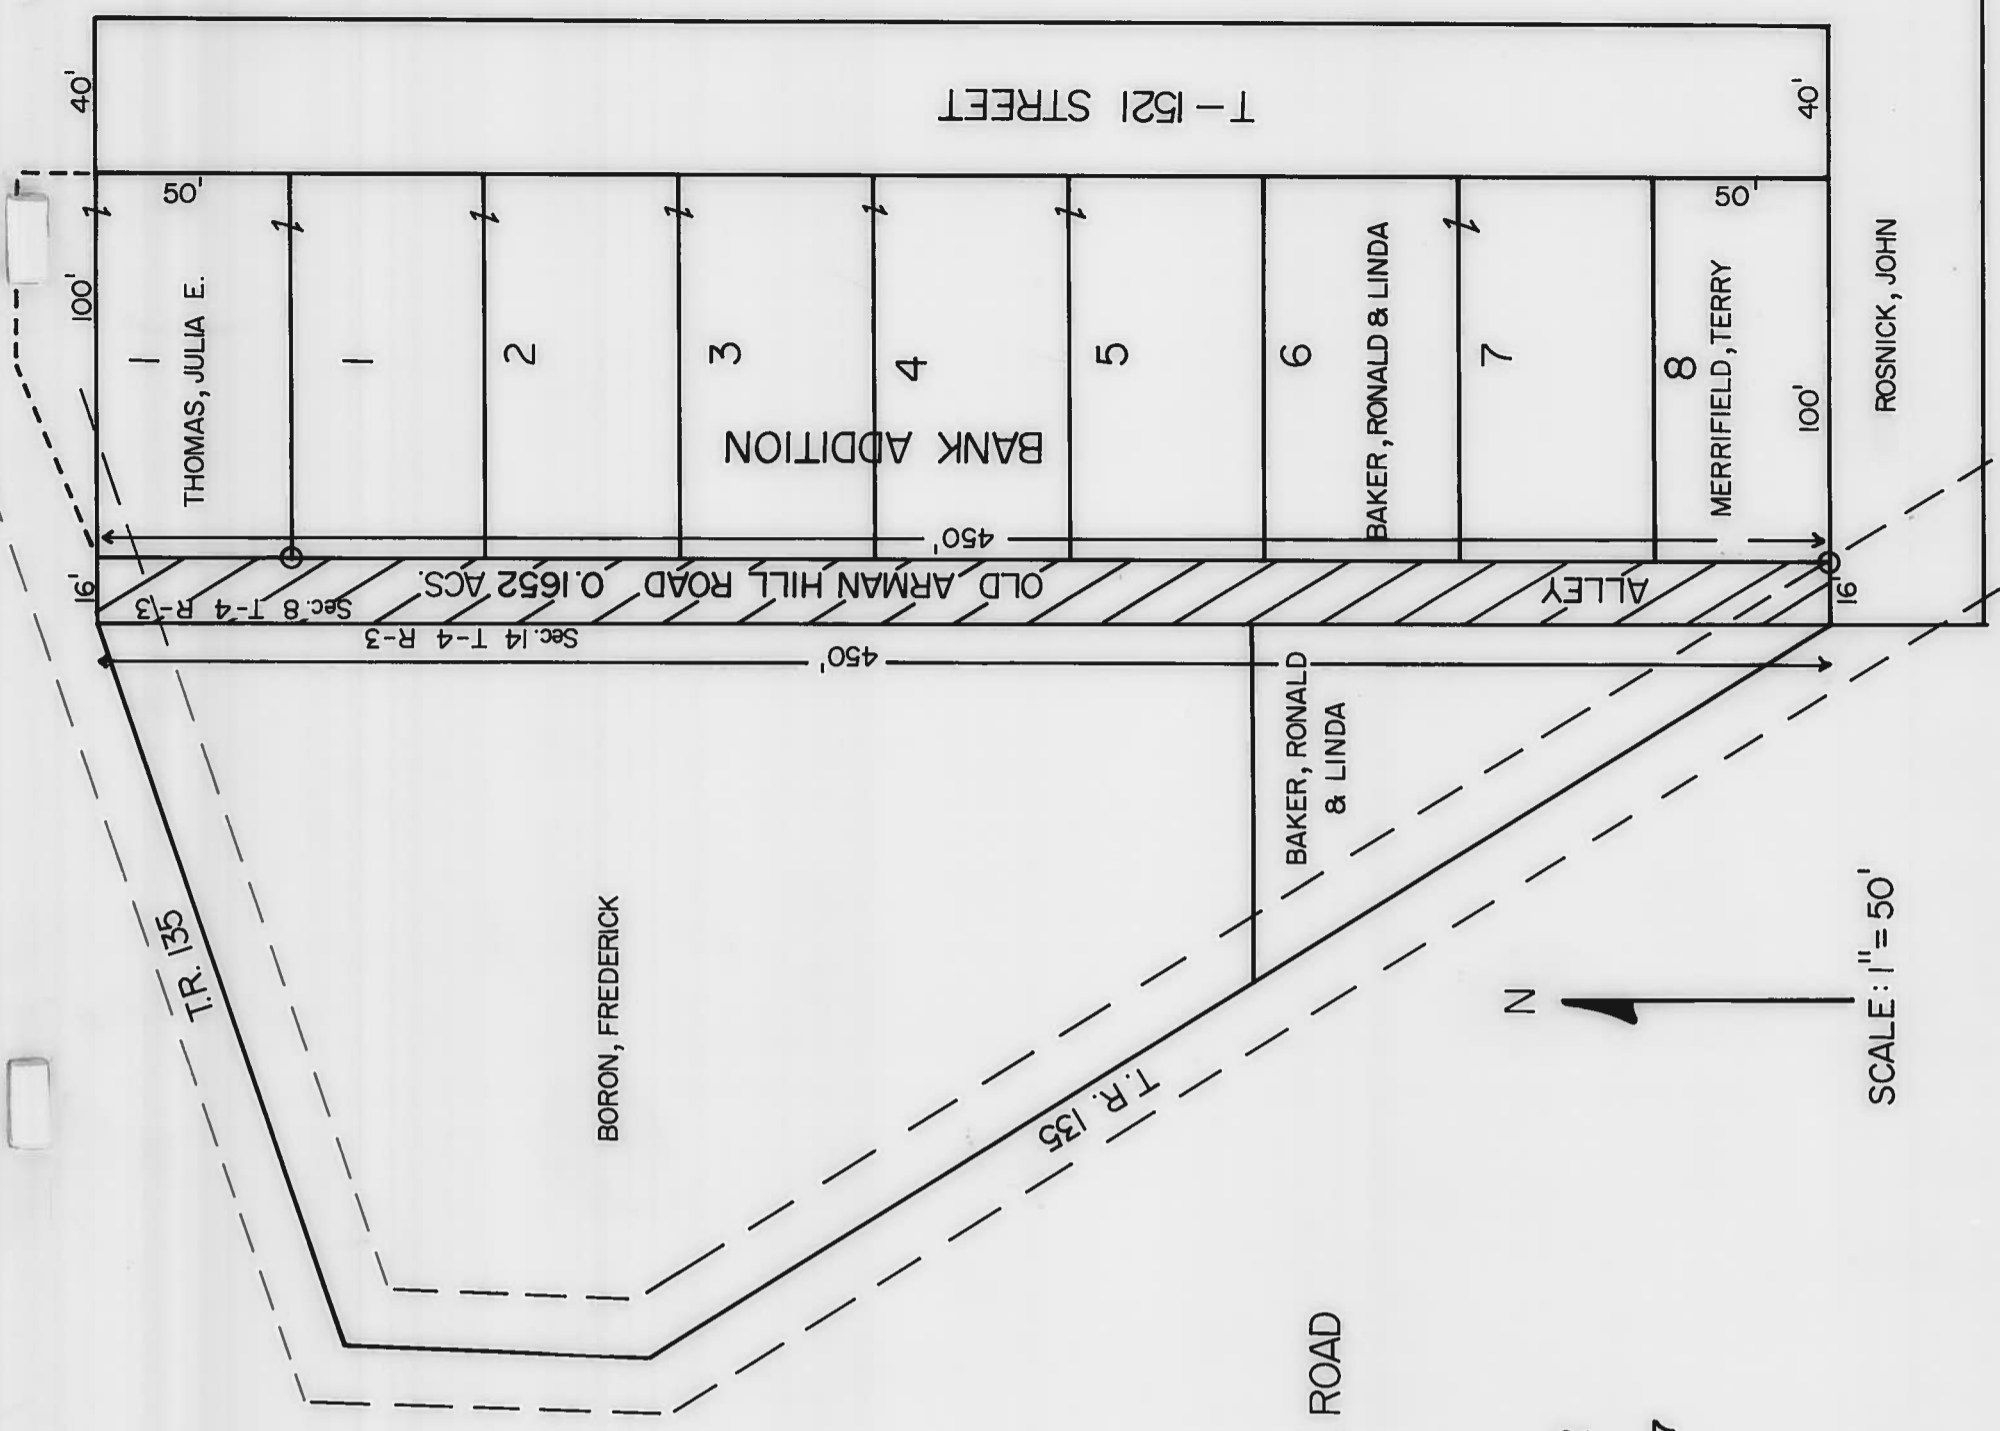 40'
T-1521 STREET
40'
50'
50'
100'
1
THOMAS, JULIA E.
1
2
3
4
5
6
BAKER, RONALD & LINDA
7
8
MERRIFIELD, TERRY
100'
ROSNICK, JOHN
BANK ADDITION
450'
16'
Sec. 8 T-4 R-3
OLD ARMAN HILL ROAD 0.1652 ACS.
ALLEY
16'
Sec. 14 T-4 R-3
450'
BAKER, RONALD
& LINDA
T.R. 135
BORON, FREDERICK
T.R. 135
N
SCALE: 1" = 50'
ROAD
7